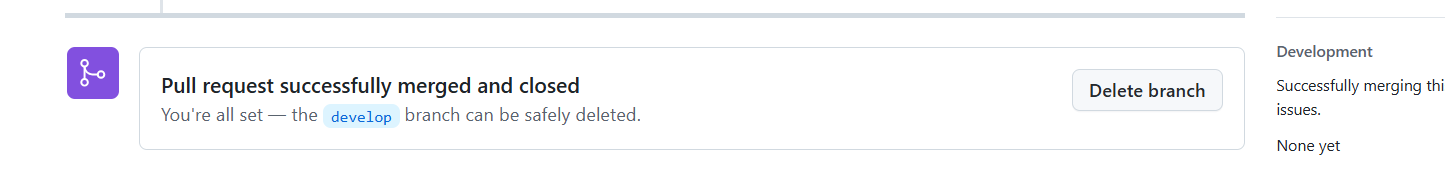 Pull request successfully merged and closed
You're all set — the develop branch can be safely deleted.
Delete branch
Development
Successfully merging thi
issues.
None yet